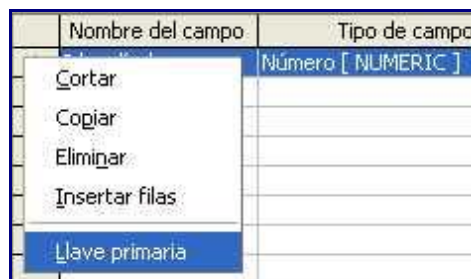 Nombre del campo Tipo de campo
Número [ NUMERIC ]
Cortar
Copiar
Eliminar
Insertar filas
Llave primaria